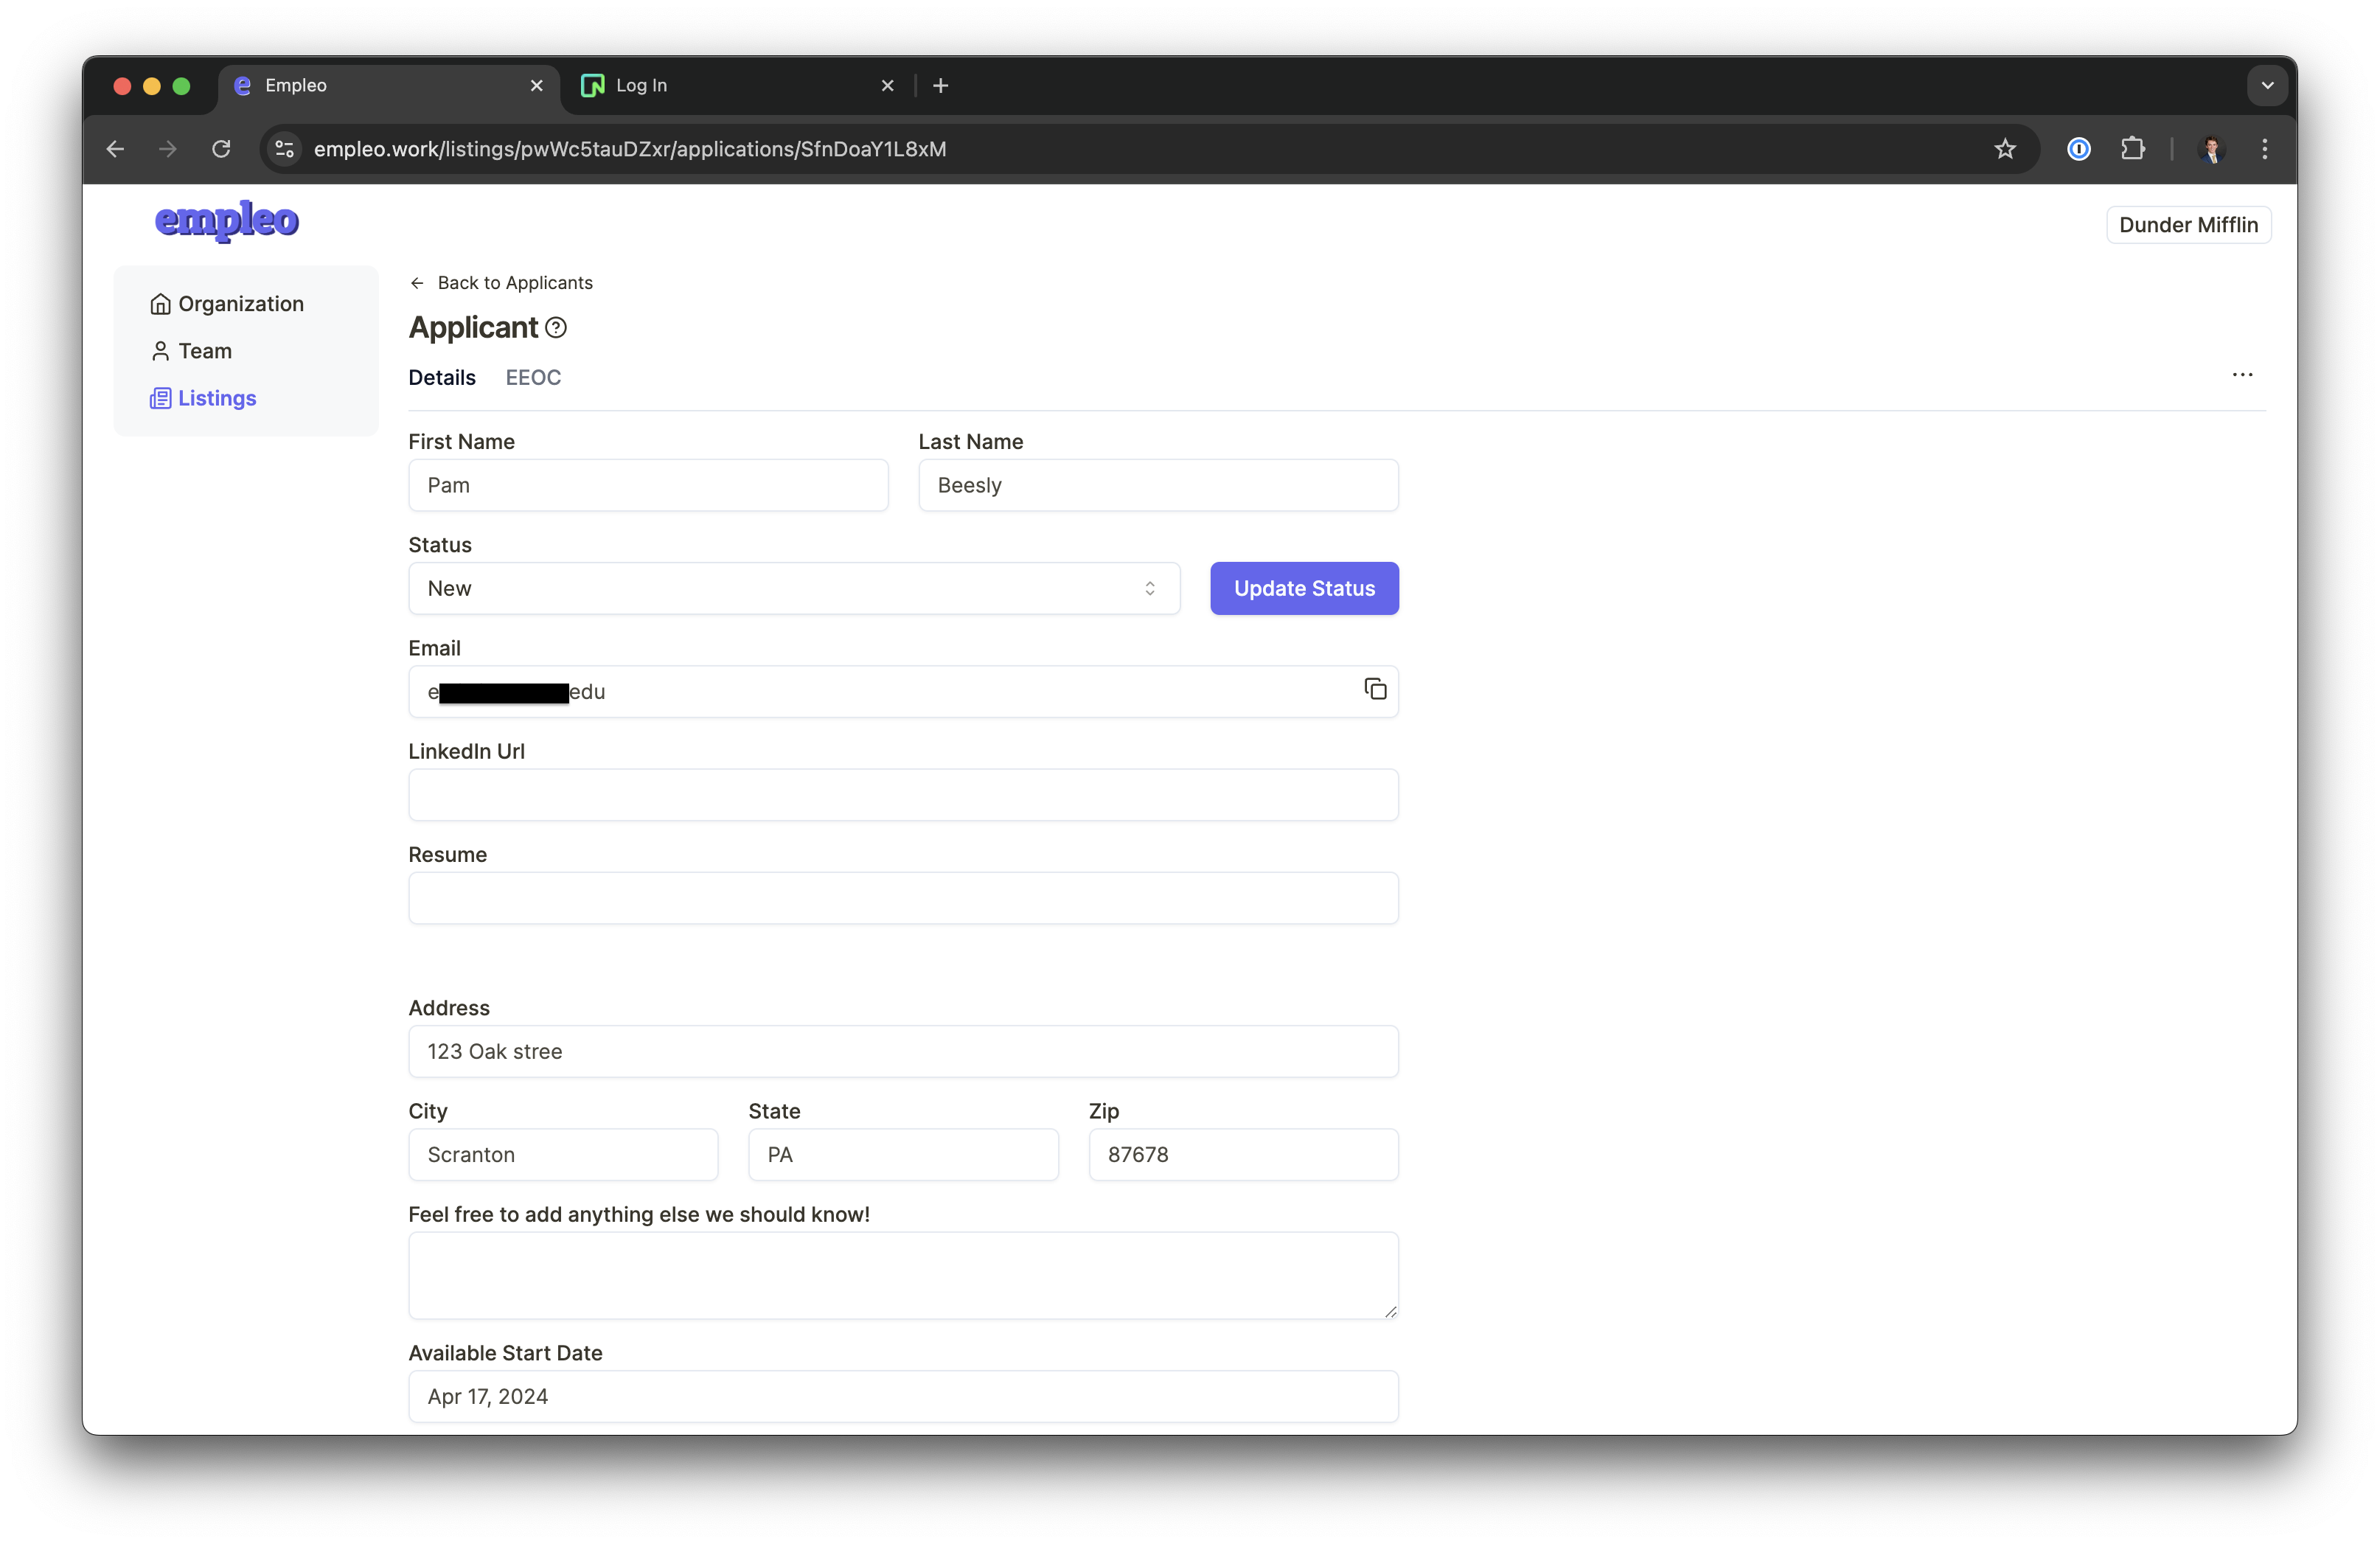 Empleo
Log In
empleo.work/listings/pwWc5tauDZxr/applications/SfnDoaY1L8xM
empleo
Dunder Mifflin
Organization
Team
Listings
Back to Applicants
Applicant
Details EEOC
First Name Last Name
Pam Beesly
Status
New Update Status
Email
e edu
LinkedIn Url
Resume
Address
123 Oak stree
City State Zip
Scranton PA 87678
Feel free to add anything else we should know!
Available Start Date
Apr 17, 2024